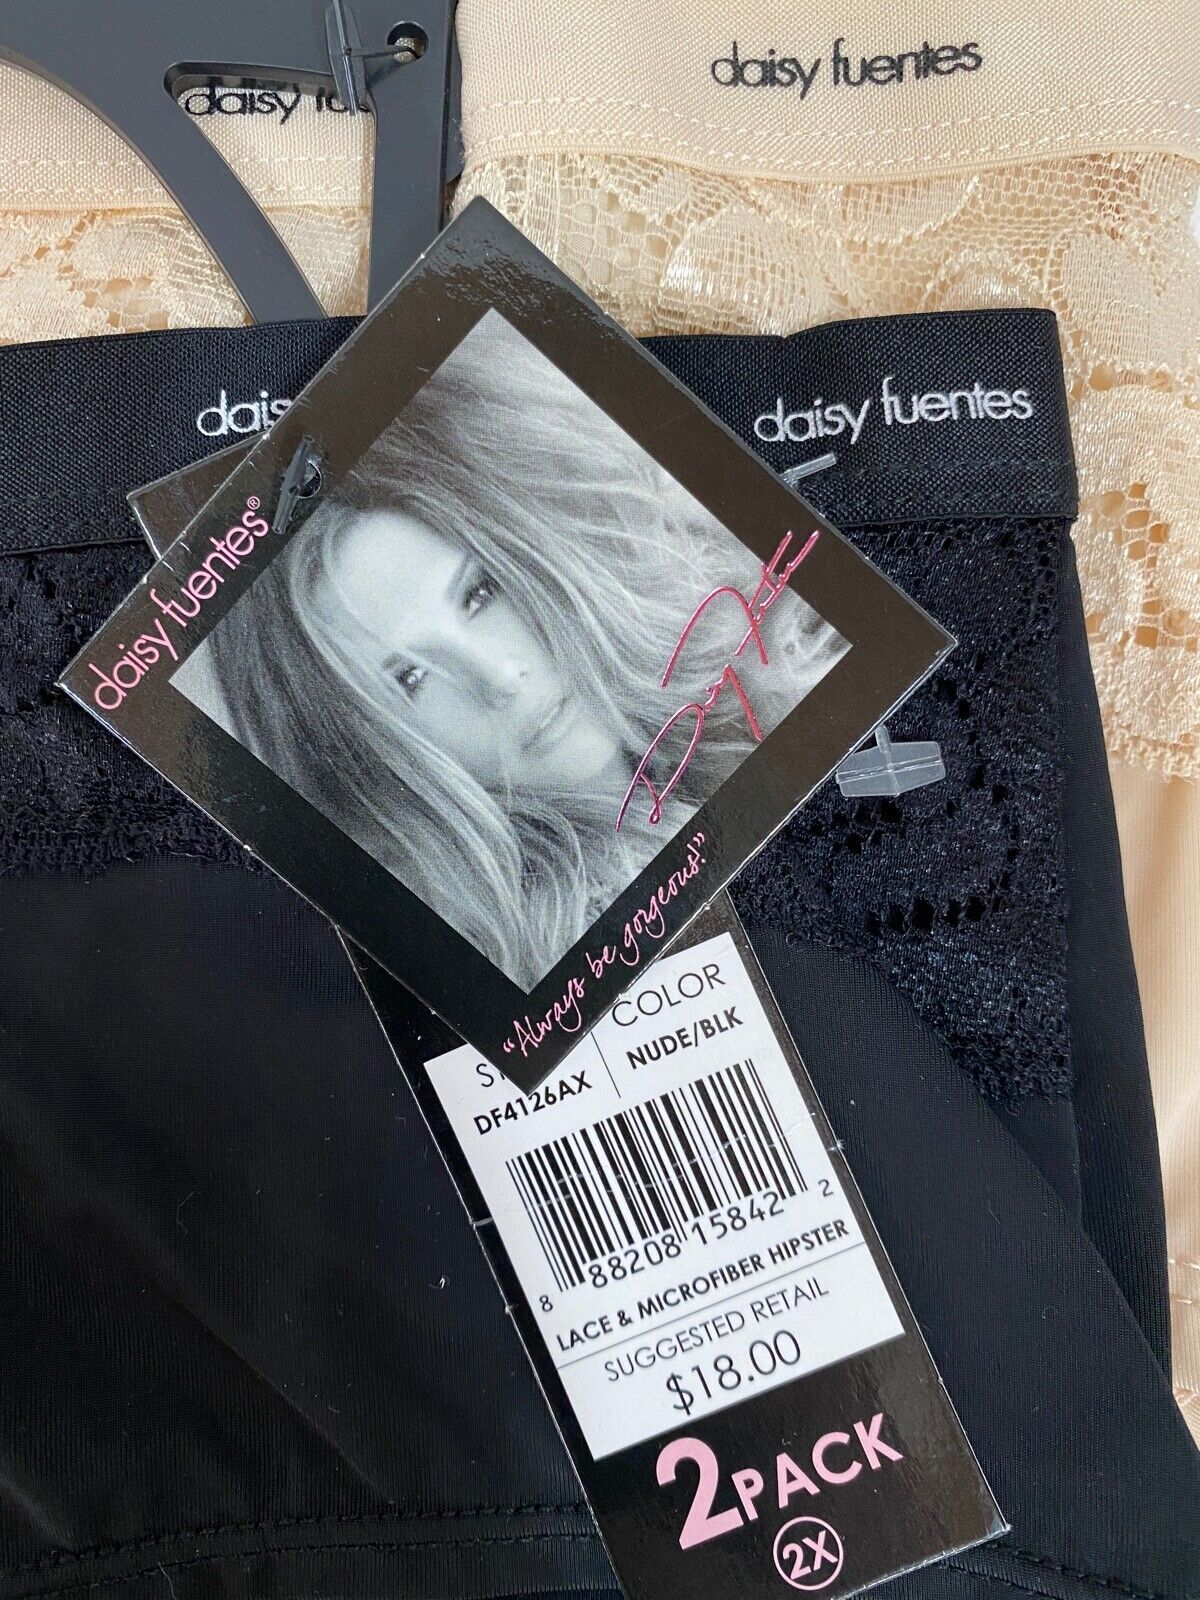 daisy fuentes
daisy
daisy fuentes
daisy fuentes®
Daisy Fuentes
"Always be gorgeous!"
COLOR
DF4126AX
NUDE/BLK
8 88208 15842 2
LACE & MICROFIBER HIPSTER
SUGGESTED RETAIL
$18.00
2PACK
2X